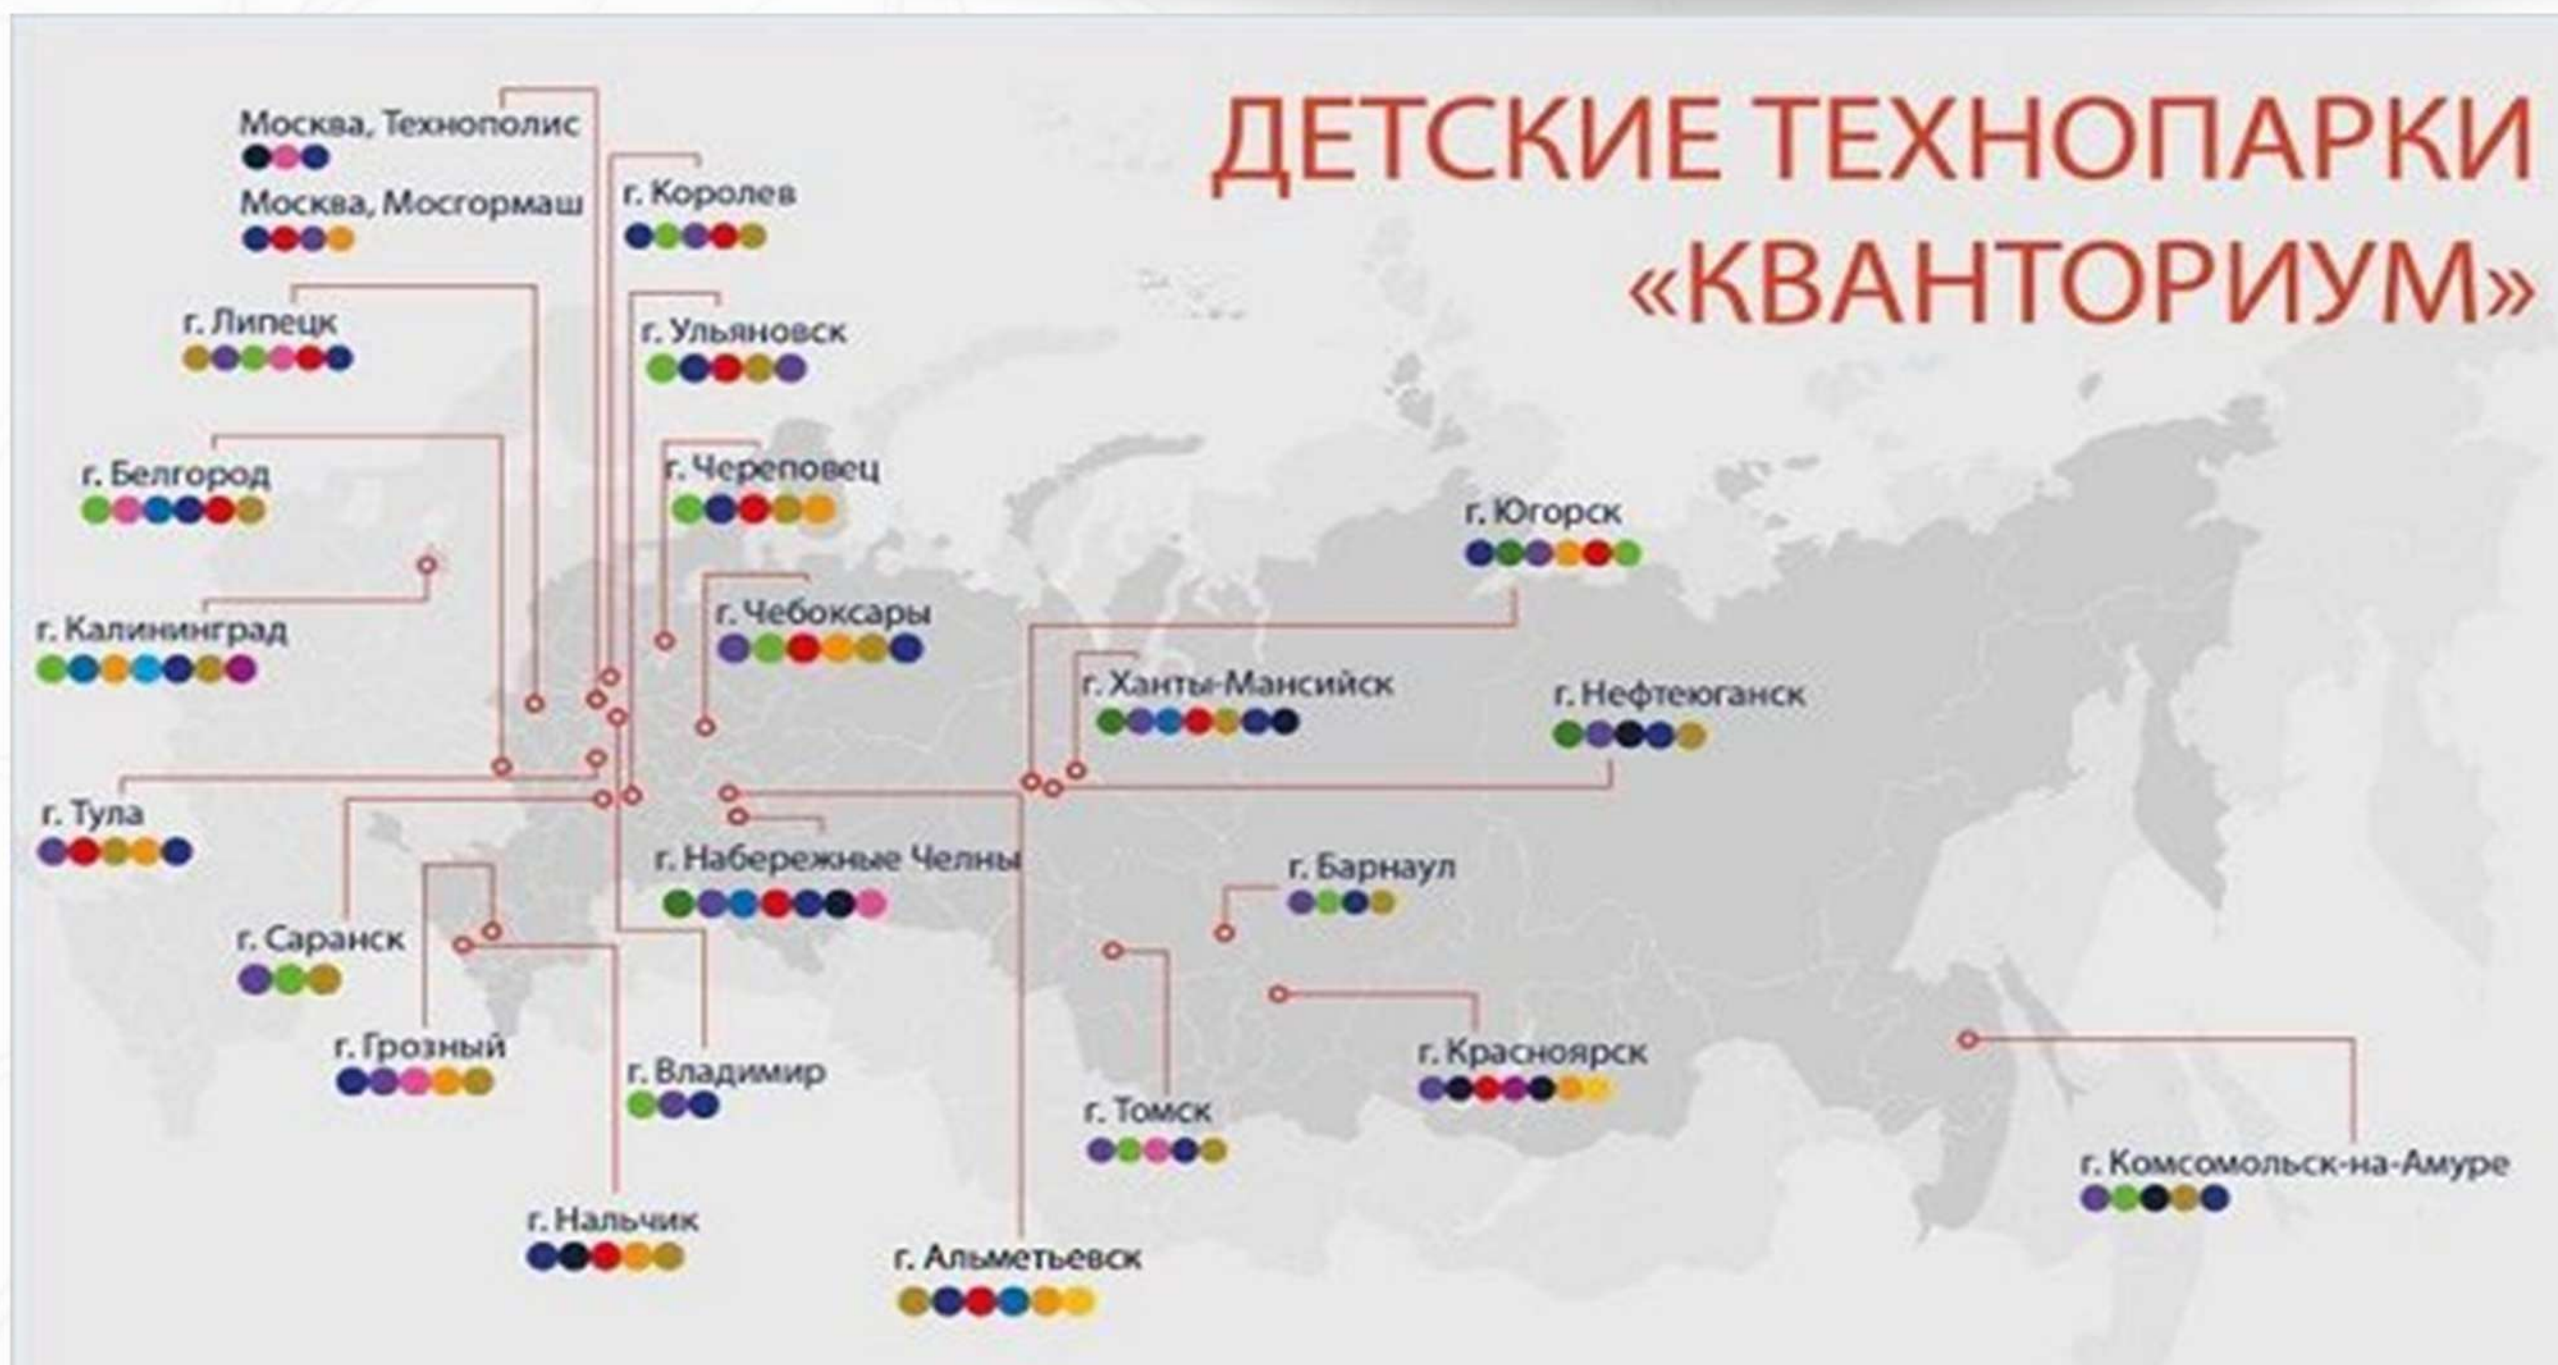 ДЕТСКИЕ ТЕХНОПАРКИ
«КВАНТОРИУМ»
Москва, Технополис
Москва, Мосгормаш
г. Королев
г. Липецк
г. Ульяновск
г. Белгород
г. Череповец
г. Югорск
г. Калининград
г. Чебоксары
г. Ханты-Мансийск
г. Нефтеюганск
г. Тула
г. Набережные Челны
г. Барнаул
г. Саранск
г. Грозный
г. Владимир
г. Красноярск
г. Томск
г. Комсомольск-на-Амуре
г. Нальчик
г. Альметьевск